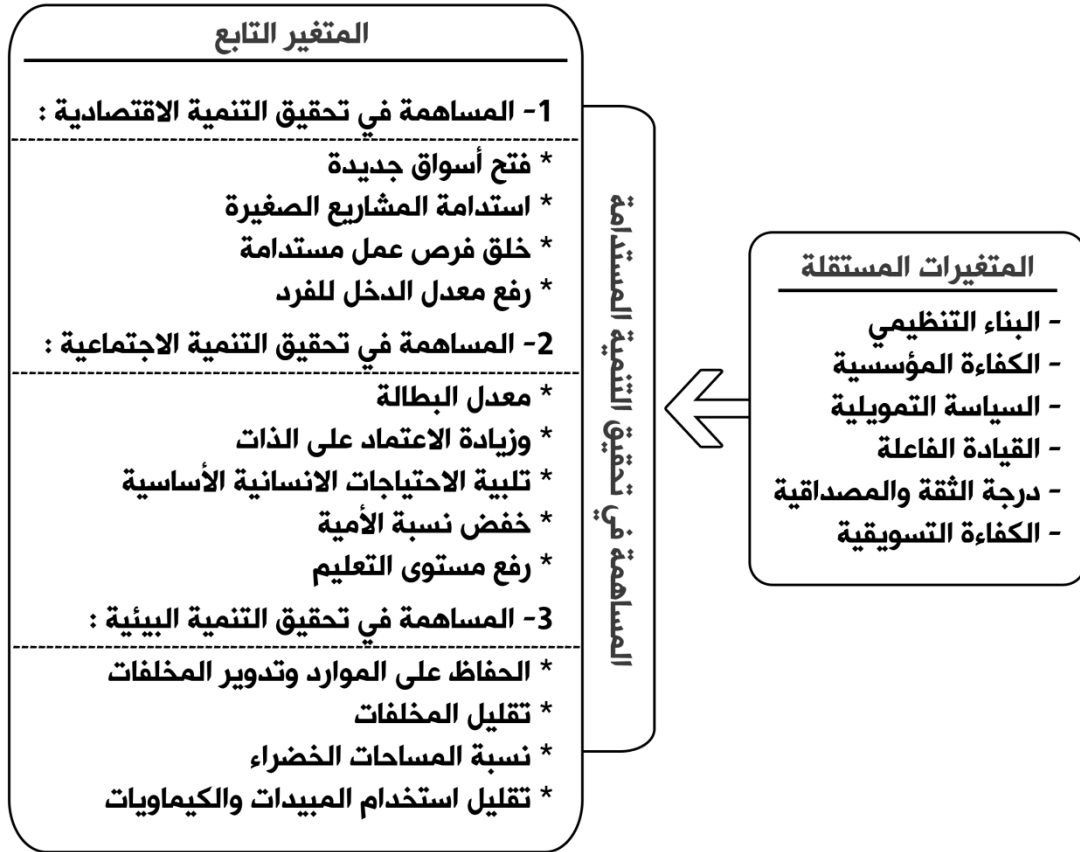 المتغيرات المستقلة
- البناء التنظيمي
- الكفاءة المؤسسية
- السياسة التمويلية
- القيادة الفاعلة
- درجة الثقة والمصداقية
- الكفاءة التسويقية
المساهمة في تحقيق التنمية المستدامة
المتغير التابع
1- المساهمة في تحقيق التنمية الاقتصادية :
* فتح أسواق جديدة
* استدامة المشاريع الصغيرة
* خلق فرص عمل مستدامة
* رفع معدل الدخل للفرد
2- المساهمة في تحقيق التنمية الاجتماعية :
* معدل البطالة
* وزيادة الاعتماد على الذات
* تلبية الاحتياجات الانسانية الأساسية
* خفض نسبة الأمية
* رفع مستوى التعليم
3- المساهمة في تحقيق التنمية البيئية :
* الحفاظ على الموارد وتدوير المخلفات
* تقليل المخلفات
* نسبة المساحات الخضراء
* تقليل استخدام المبيدات والكيماويات